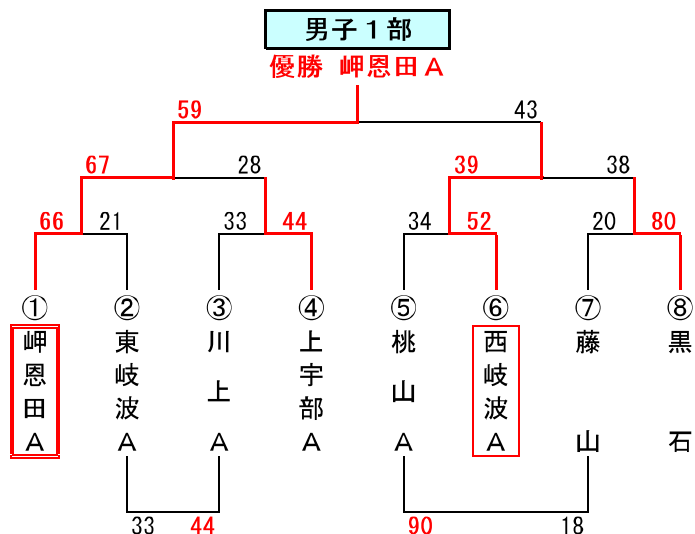 男子１部
優勝 岬恩田Ａ
59 43
67 28 39 38
66 21 33 44 34 52 20 80
① ② ③ ④ ⑤ ⑥ ⑦ ⑧
岬恩田Ａ
東岐波Ａ
川上Ａ
上宇部Ａ
桃山Ａ
西岐波Ａ
藤山
黒石
33 44 90 18